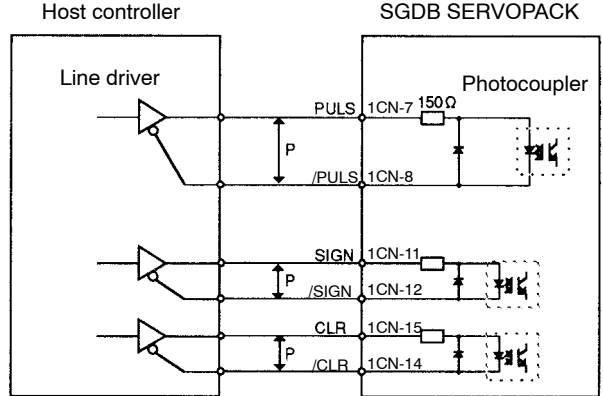 Host controller
SGDB SERVOPACK
Line driver
Photocoupler
PULS 1CN-7 150Ω
P
/PULS 1CN-8
SIGN 1CN-11
P
/SIGN 1CN-12
CLR 1CN-15
P
/CLR 1CN-14